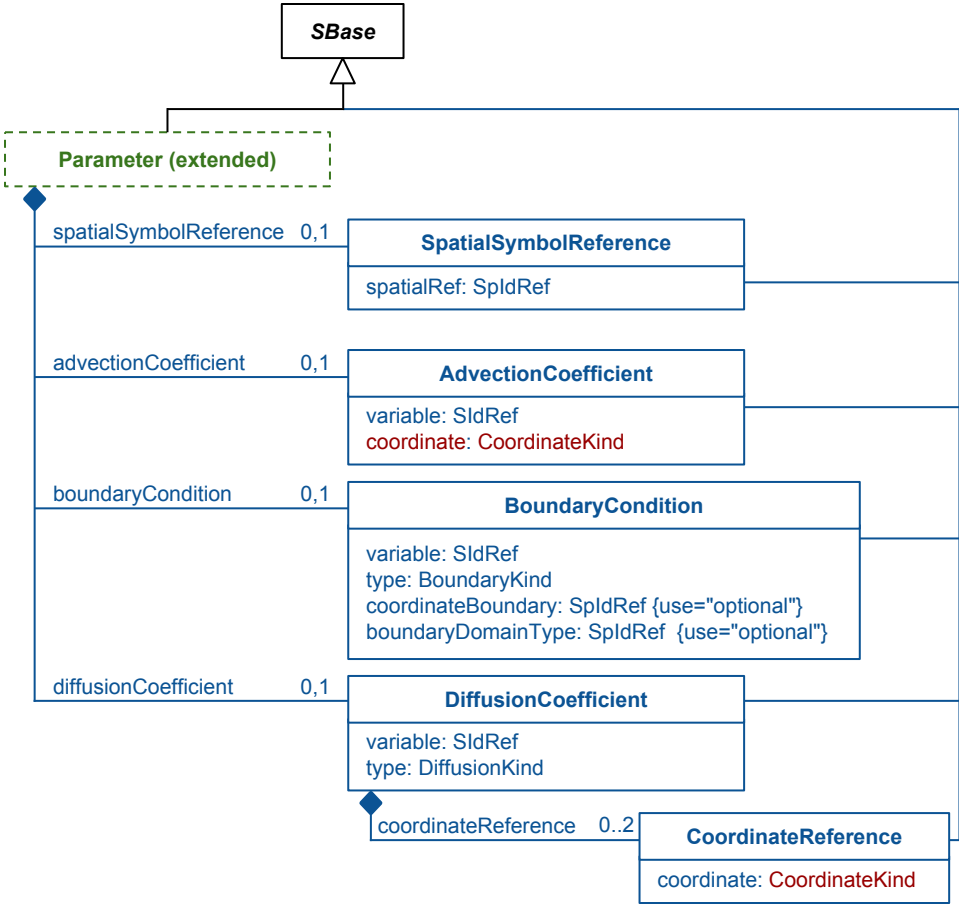 SBase
Parameter (extended)
spatialSymbolReference 0,1
SpatialSymbolReference
spatialRef: SpIdRef
advectionCoefficient 0,1
AdvectionCoefficient
variable: SIdRef
coordinate: CoordinateKind
boundaryCondition 0,1
BoundaryCondition
variable: SIdRef
type: BoundaryKind
coordinateBoundary: SpIdRef {use="optional"}
boundaryDomainType: SpIdRef {use="optional"}
diffusionCoefficient 0,1
DiffusionCoefficient
variable: SIdRef
type: DiffusionKind
coordinateReference 0..2
CoordinateReference
coordinate: CoordinateKind